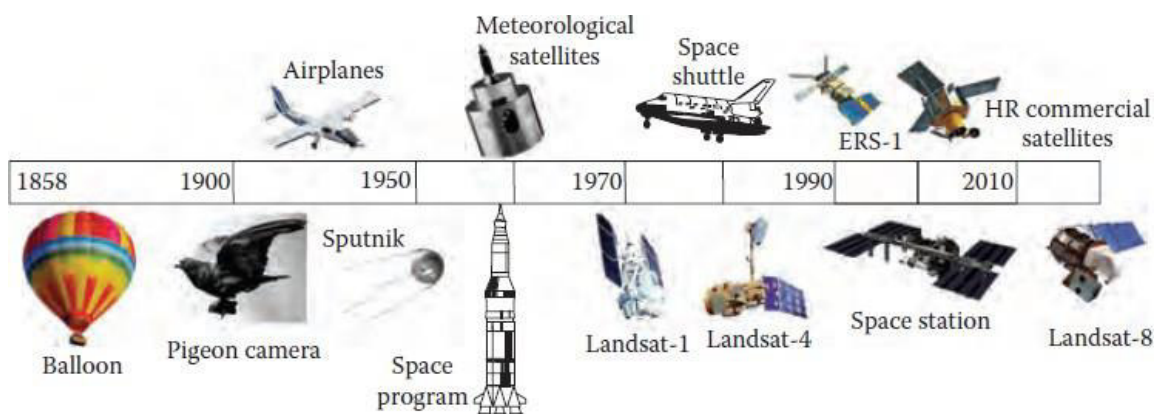 Meteorological
satellites
Airplanes
Space
shuttle
ERS-1
HR commercial
satellites
1858 1900 1950 1970 1990 2010
Balloon
Pigeon camera
Sputnik
Space
program
Landsat-1
Landsat-4
Space station
Landsat-8